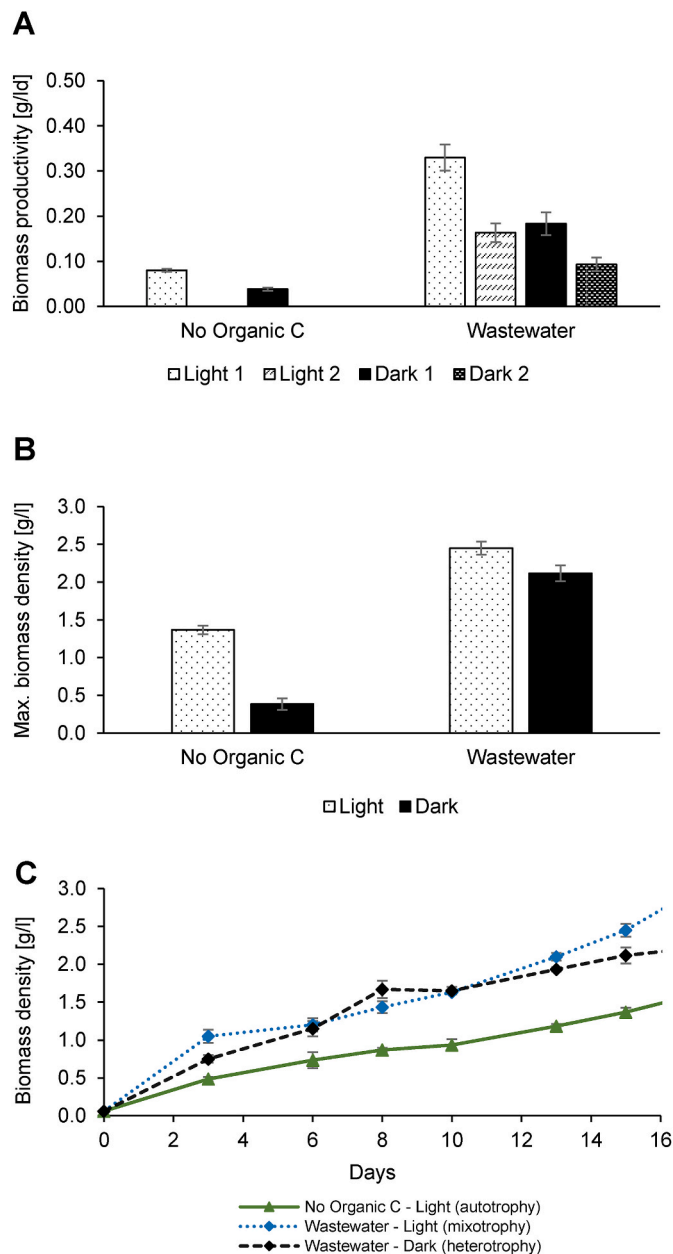 A
Biomass productivity [g/ld]
0.50
0.40
0.30
0.20
0.10
0.00
No Organic C Wastewater
Light 1 Light 2 Dark 1 Dark 2
B
Max. biomass density [g/l]
3.0
2.5
2.0
1.5
1.0
0.5
0.0
No Organic C Wastewater
Light Dark
C
Biomass density [g/l]
3.0
2.5
2.0
1.5
1.0
0.5
0.0
0 2 4 6 8 10 12 14 16
Days
No Organic C - Light (autotrophy)
Wastewater - Light (mixotrophy)
Wastewater - Dark (heterotrophy)